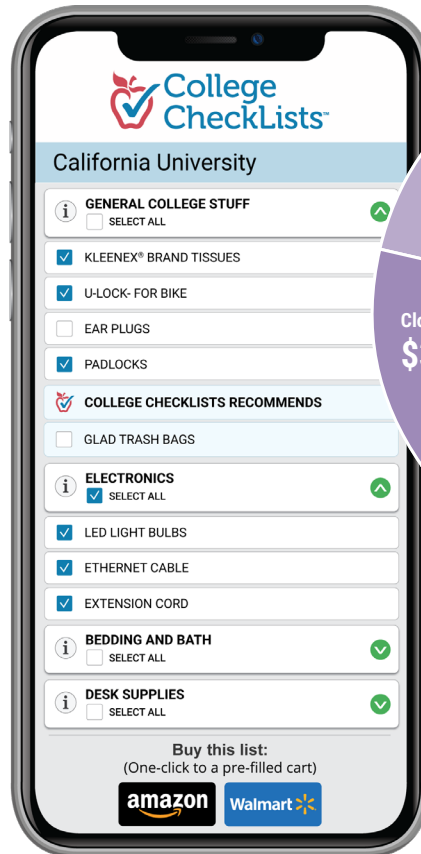 College
CheckLists™
California University
GENERAL COLLEGE STUFF
SELECT ALL
KLEENEX® BRAND TISSUES
U-LOCK- FOR BIKE
EAR PLUGS
PADLOCKS
COLLEGE CHECKLISTS RECOMMENDS
GLAD TRASH BAGS
ELECTRONICS
SELECT ALL
LED LIGHT BULBS
ETHERNET CABLE
EXTENSION CORD
BEDDING AND BATH
SELECT ALL
DESK SUPPLIES
SELECT ALL
Buy this list:
(One-click to a pre-filled cart)
amazon
Walmart